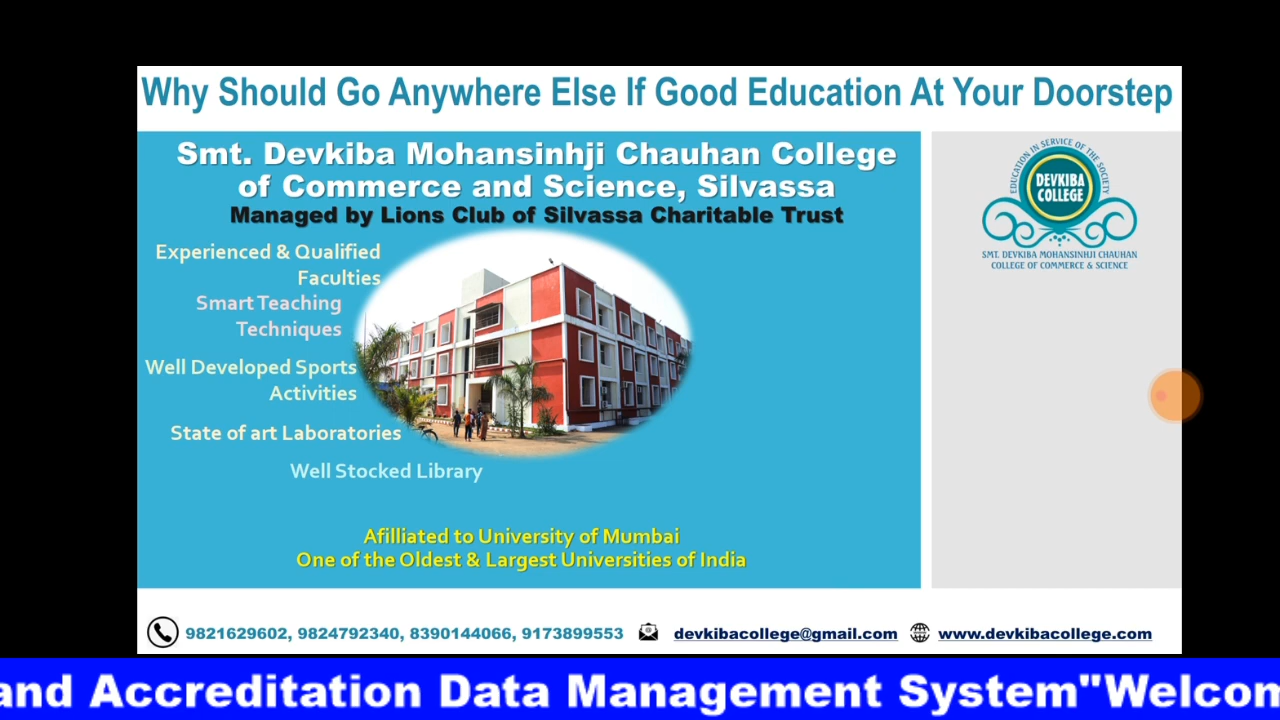 Why Should Go Anywhere Else If Good Education At Your Doorstep
Smt. Devkiba Mohansinhji Chauhan College
of Commerce and Science, Silvassa
Managed by Lions Club of Silvassa Charitable Trust
Experienced & Qualified
Faculties
Smart Teaching
Techniques
Well Developed Sports
Activities
State of art Laboratories
Well Stocked Library
Afilliated to University of Mumbai
One of the Oldest & Largest Universities of India
EDUCATION IN SERVICE OF THE SOCIETY
DEVKIBA
COLLEGE
SMT. DEVKIBA MOHANSINHJI CHAUHAN
COLLEGE OF COMMERCE & SCIENCE
9821629602, 9824792340, 8390144066, 9173899553 devkibacollege@gmail.com www.devkibacollege.com
and Accreditation Data Management System"Welcom